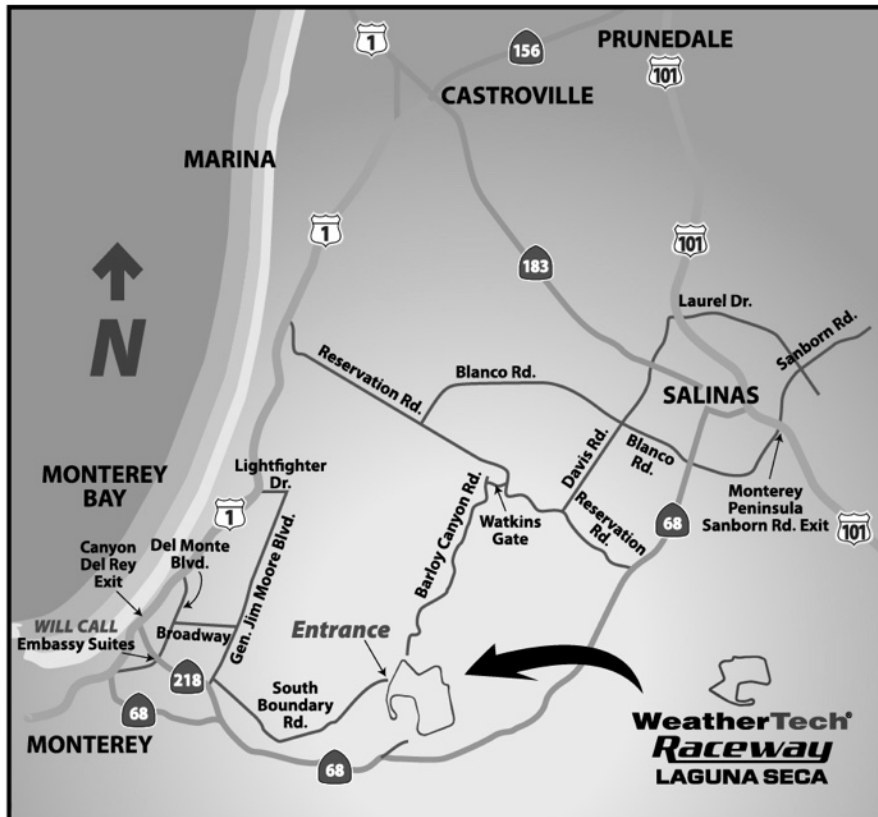 1
156
PRUNEDALE
101
CASTROVILLE
MARINA
1
101
183
N
Laurel Dr.
Sanborn Rd.
Reservation Rd.
Blanco Rd.
SALINAS
Davis Rd.
Blanco
Rd.
MONTEREY
BAY
Lightfighter
Dr.
1
Barloy Canyon Rd.
Watkins
Gate
Reservation
Rd.
68
Monterey
Peninsula
Sanborn Rd. Exit
101
Canyon
Del Rey
Exit
Del Monte
Blvd.
Gen. Jim Moore Blvd.
WILL CALL
Embassy Suites
Broadway
Entrance
218
South
Boundary
Rd.
68
MONTEREY
68
WeatherTech®
Raceway
LAGUNA SECA